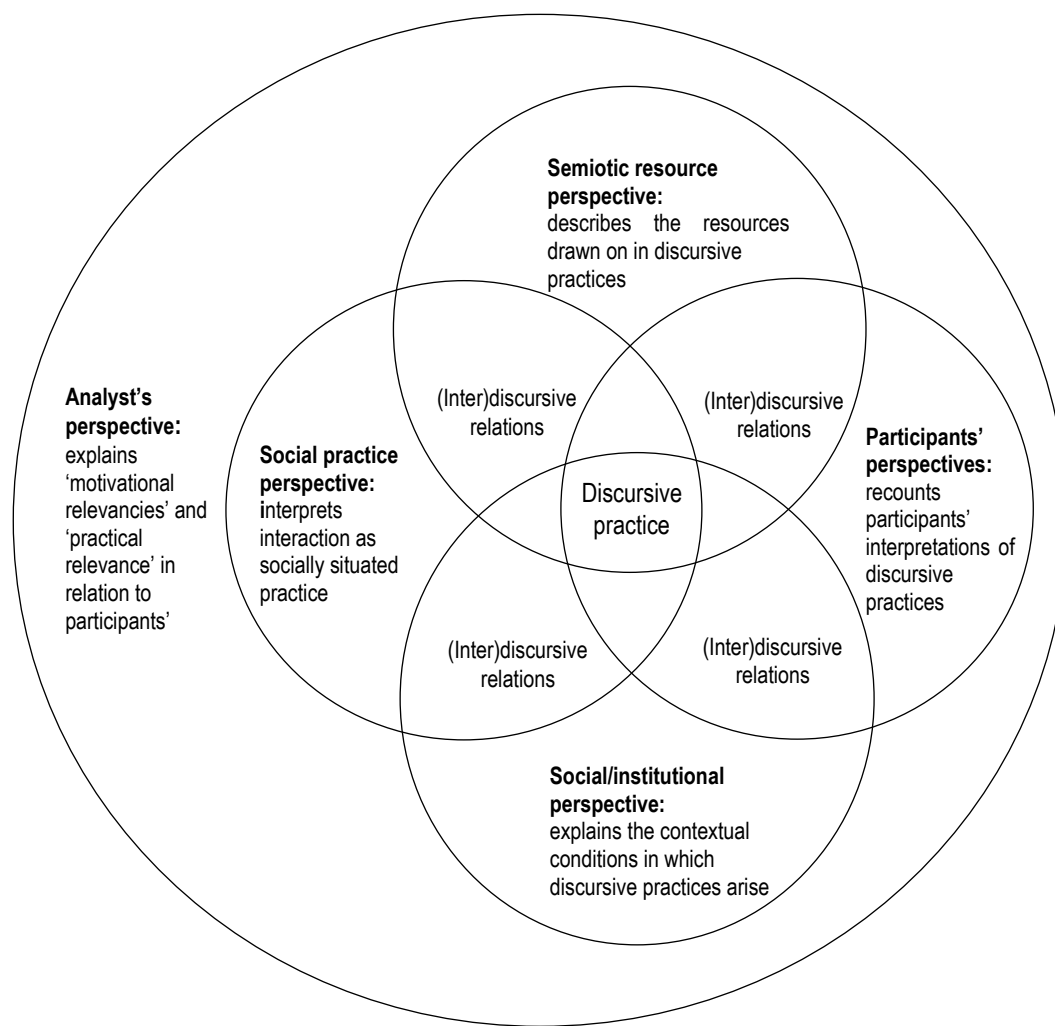 Semiotic resource
perspective:
describes the resources
drawn on in discursive
practices
(Inter)discursive
relations
(Inter)discursive
relations
Analyst’s
perspective:
explains
‘motivational
relevancies’ and
‘practical
relevance’ in
relation to
participants’
Social practice
perspective:
interprets
interaction as
socially situated
practice
Discursive
practice
Participants’
perspectives:
recounts
participants’
interpretations of
discursive
practices
(Inter)discursive
relations
(Inter)discursive
relations
Social/institutional
perspective:
explains the contextual
conditions in which
discursive practices arise